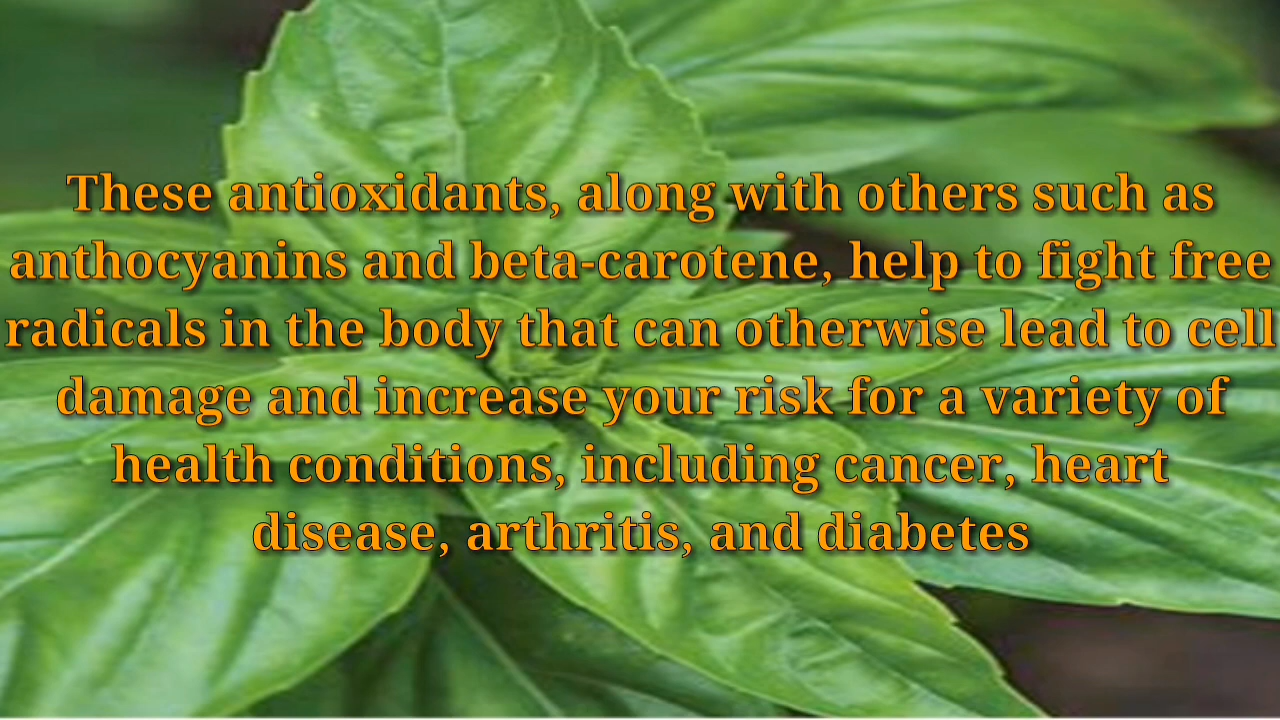 These antioxidants, along with others such as
anthocyanins and beta-carotene, help to fight free
radicals in the body that can otherwise lead to cell
damage and increase your risk for a variety of
health conditions, including cancer, heart
disease, arthritis, and diabetes